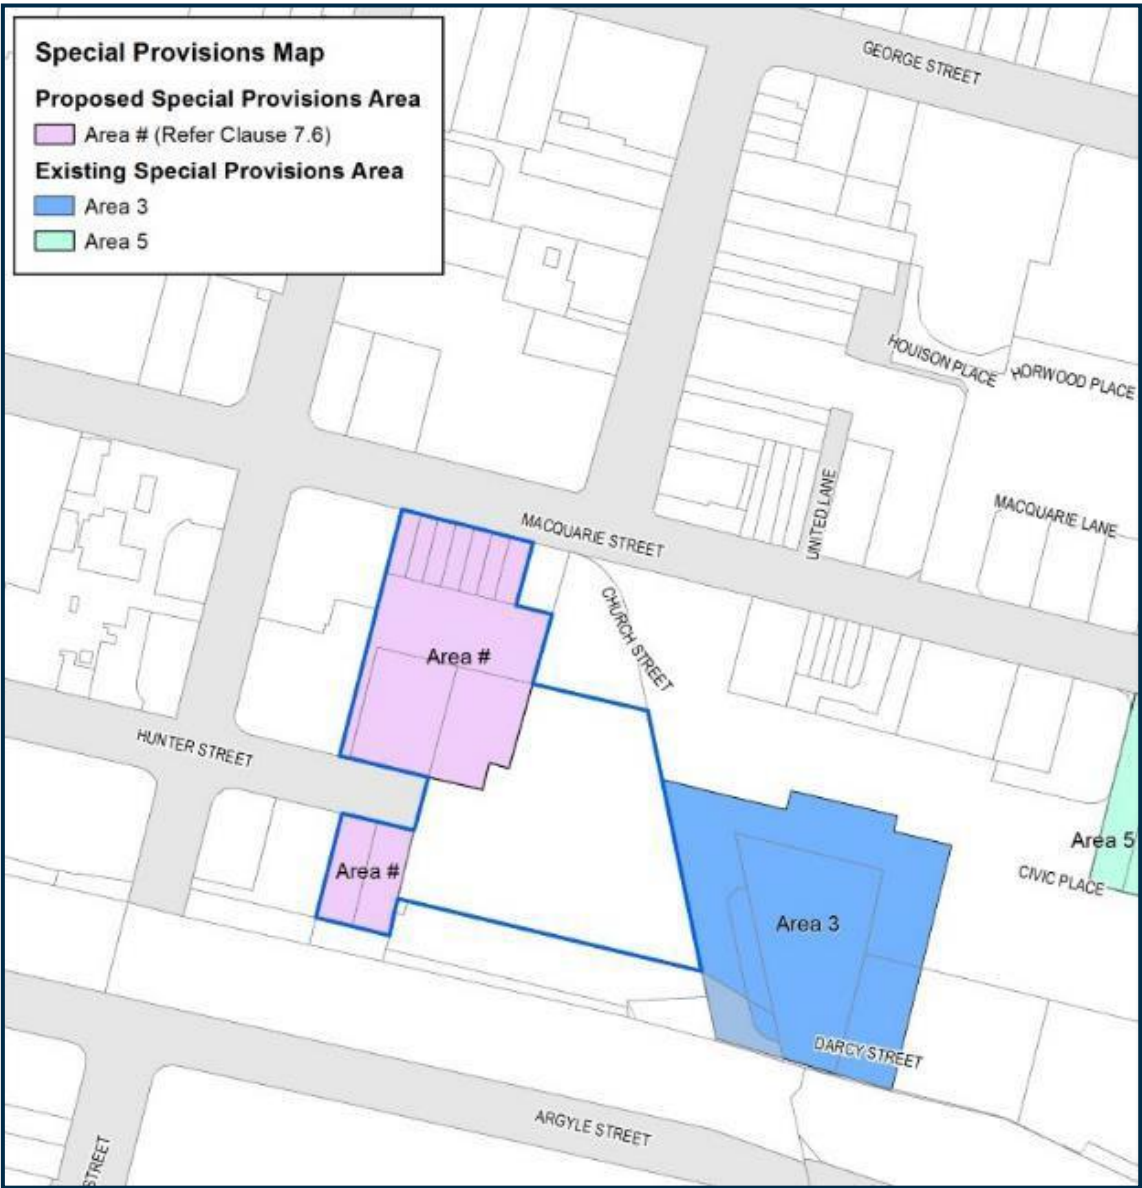 Special Provisions Map
Proposed Special Provisions Area
Area # (Refer Clause 7.6)
Existing Special Provisions Area
Area 3
Area 5
GEORGE STREET
HOUISON PLACE
HORWOOD PLACE
UNITED LANE
MACQUARIE LANE
MACQUARIE STREET
CHURCH STREET
Area #
HUNTER STREET
Area #
Area 3
Area 5
CIVIC PLACE
DARCY STREET
ARGYLE STREET
STREET